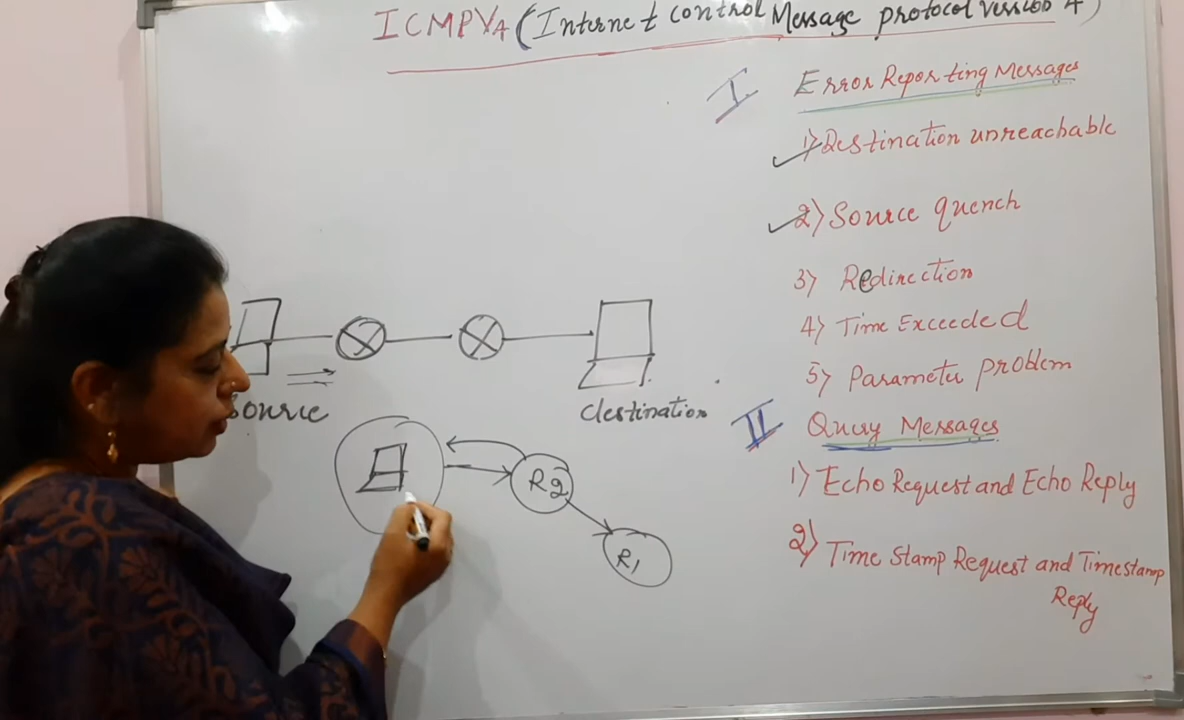 ICMPV4 (Internet control Message protocol version 4)
I Error Reporting Messages
1) Destination unreachable
2) Source quench
3) Redirection
4) Time Exceeded
5) Parameter problem
II Query Messages
1) Echo Request and Echo Reply
2) Time Stamp Request and Timestamp
Reply
source
destination
R2
R1